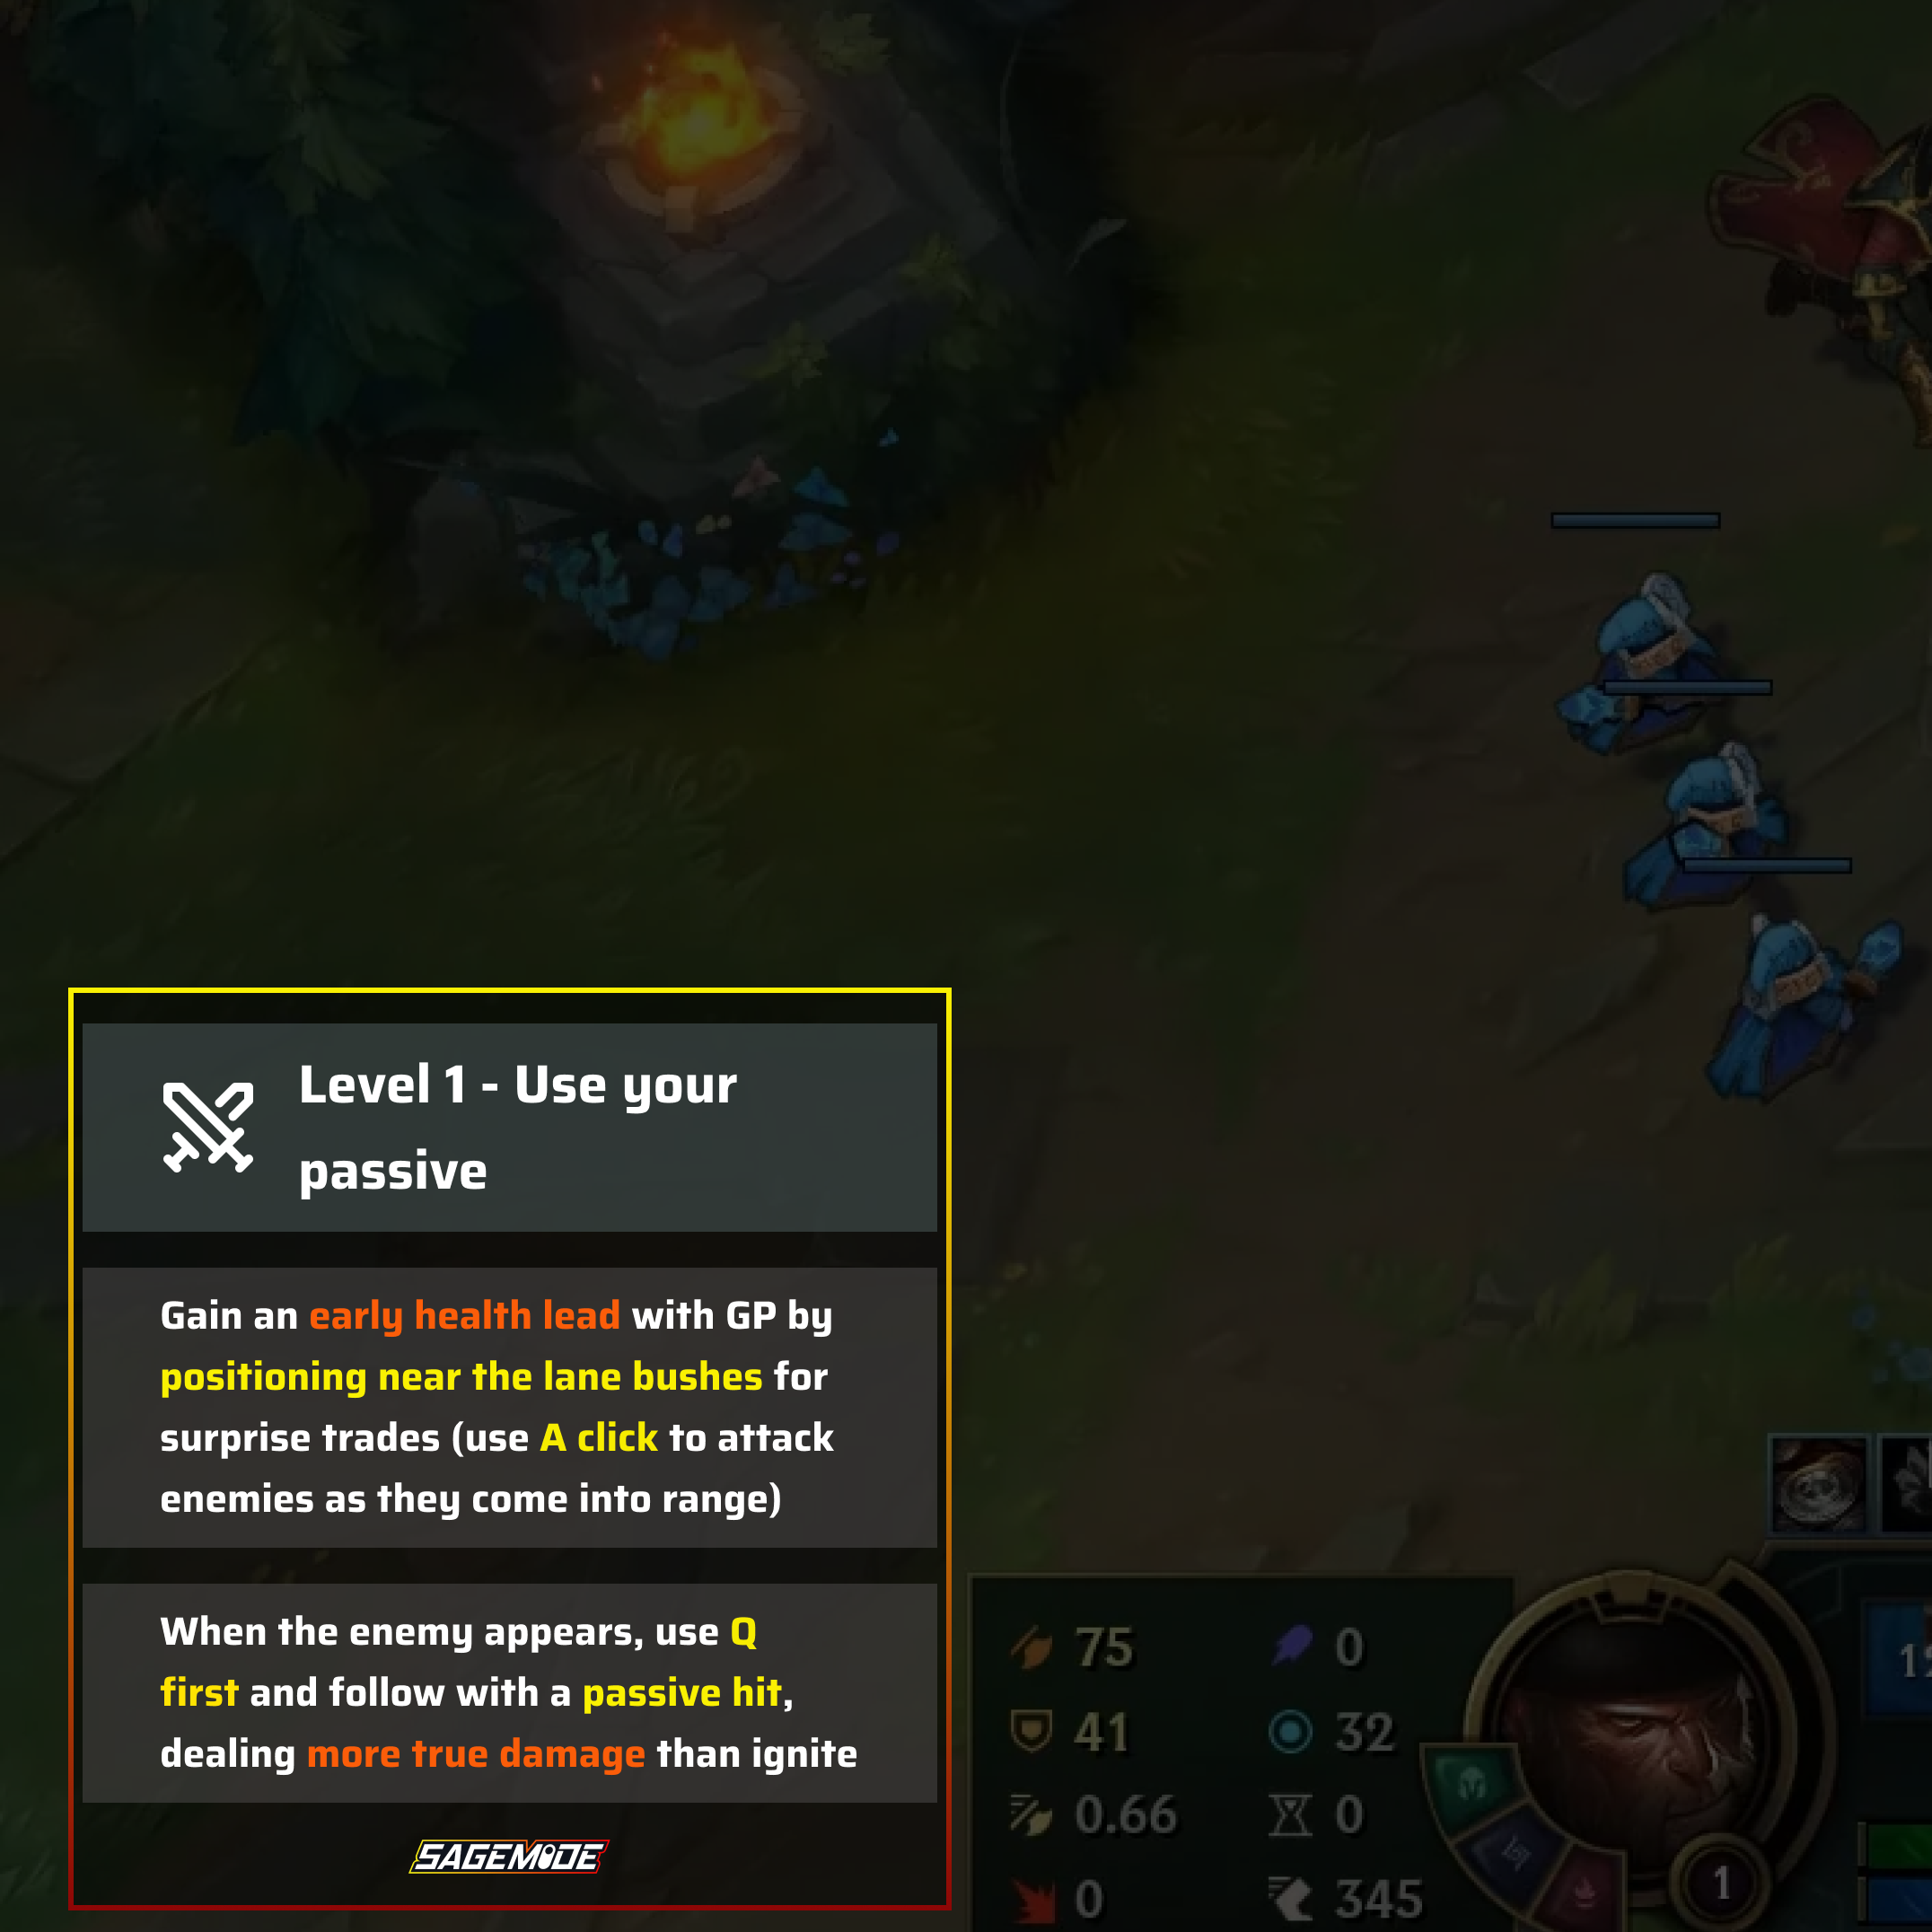 Level 1 - Use your
passive
Gain an early health lead with GP by
positioning near the lane bushes for
surprise trades (use A click to attack
enemies as they come into range)
When the enemy appears, use Q
first and follow with a passive hit,
dealing more true damage than ignite
SAGEMODE
75 0
41 32
0.66 0
0 345
1